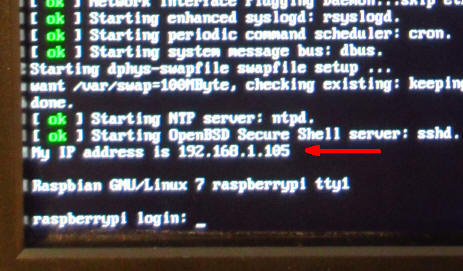 [ ok ] Network Interface Plugging Daemon...skip
[ ok ] Starting enhanced syslogd: rsyslogd.
[ ok ] Starting periodic command scheduler: cron.
[ ok ] Starting system message bus: dbus.
Starting dphys-swapfile swapfile setup ...
want /var/swap=100MByte, checking existing: keeping
done.
[ ok ] Starting NTP server: ntpd.
[ ok ] Starting OpenBSD Secure Shell server: sshd.
My IP address is 192.168.1.105
Raspbian GNU/Linux 7 raspberrypi tty1
raspberrypi login: _